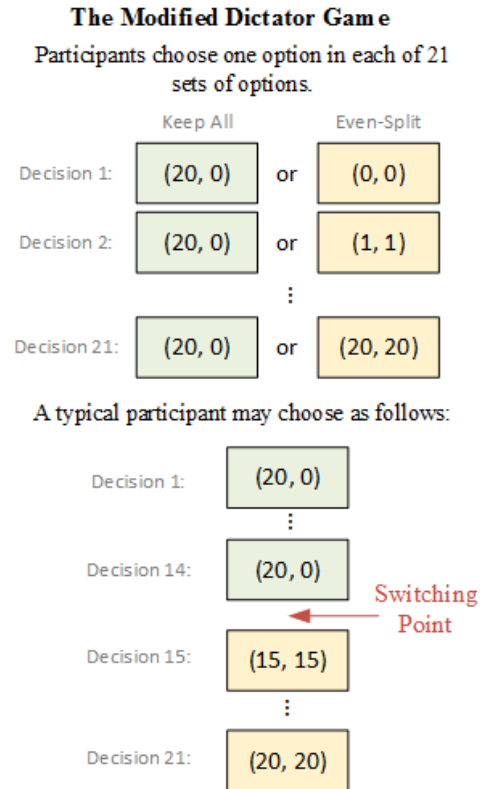 The Modified Dictator Game
Participants choose one option in each of 21
sets of options.
Keep All Even-Split
Decision 1: (20, 0) or (0, 0)
Decision 2: (20, 0) or (1, 1)
⋮
Decision 21: (20, 0) or (20, 20)
A typical participant may choose as follows:
Decision 1: (20, 0)
⋮
Decision 14: (20, 0)
Switching
Point
Decision 15: (15, 15)
⋮
Decision 21: (20, 20)